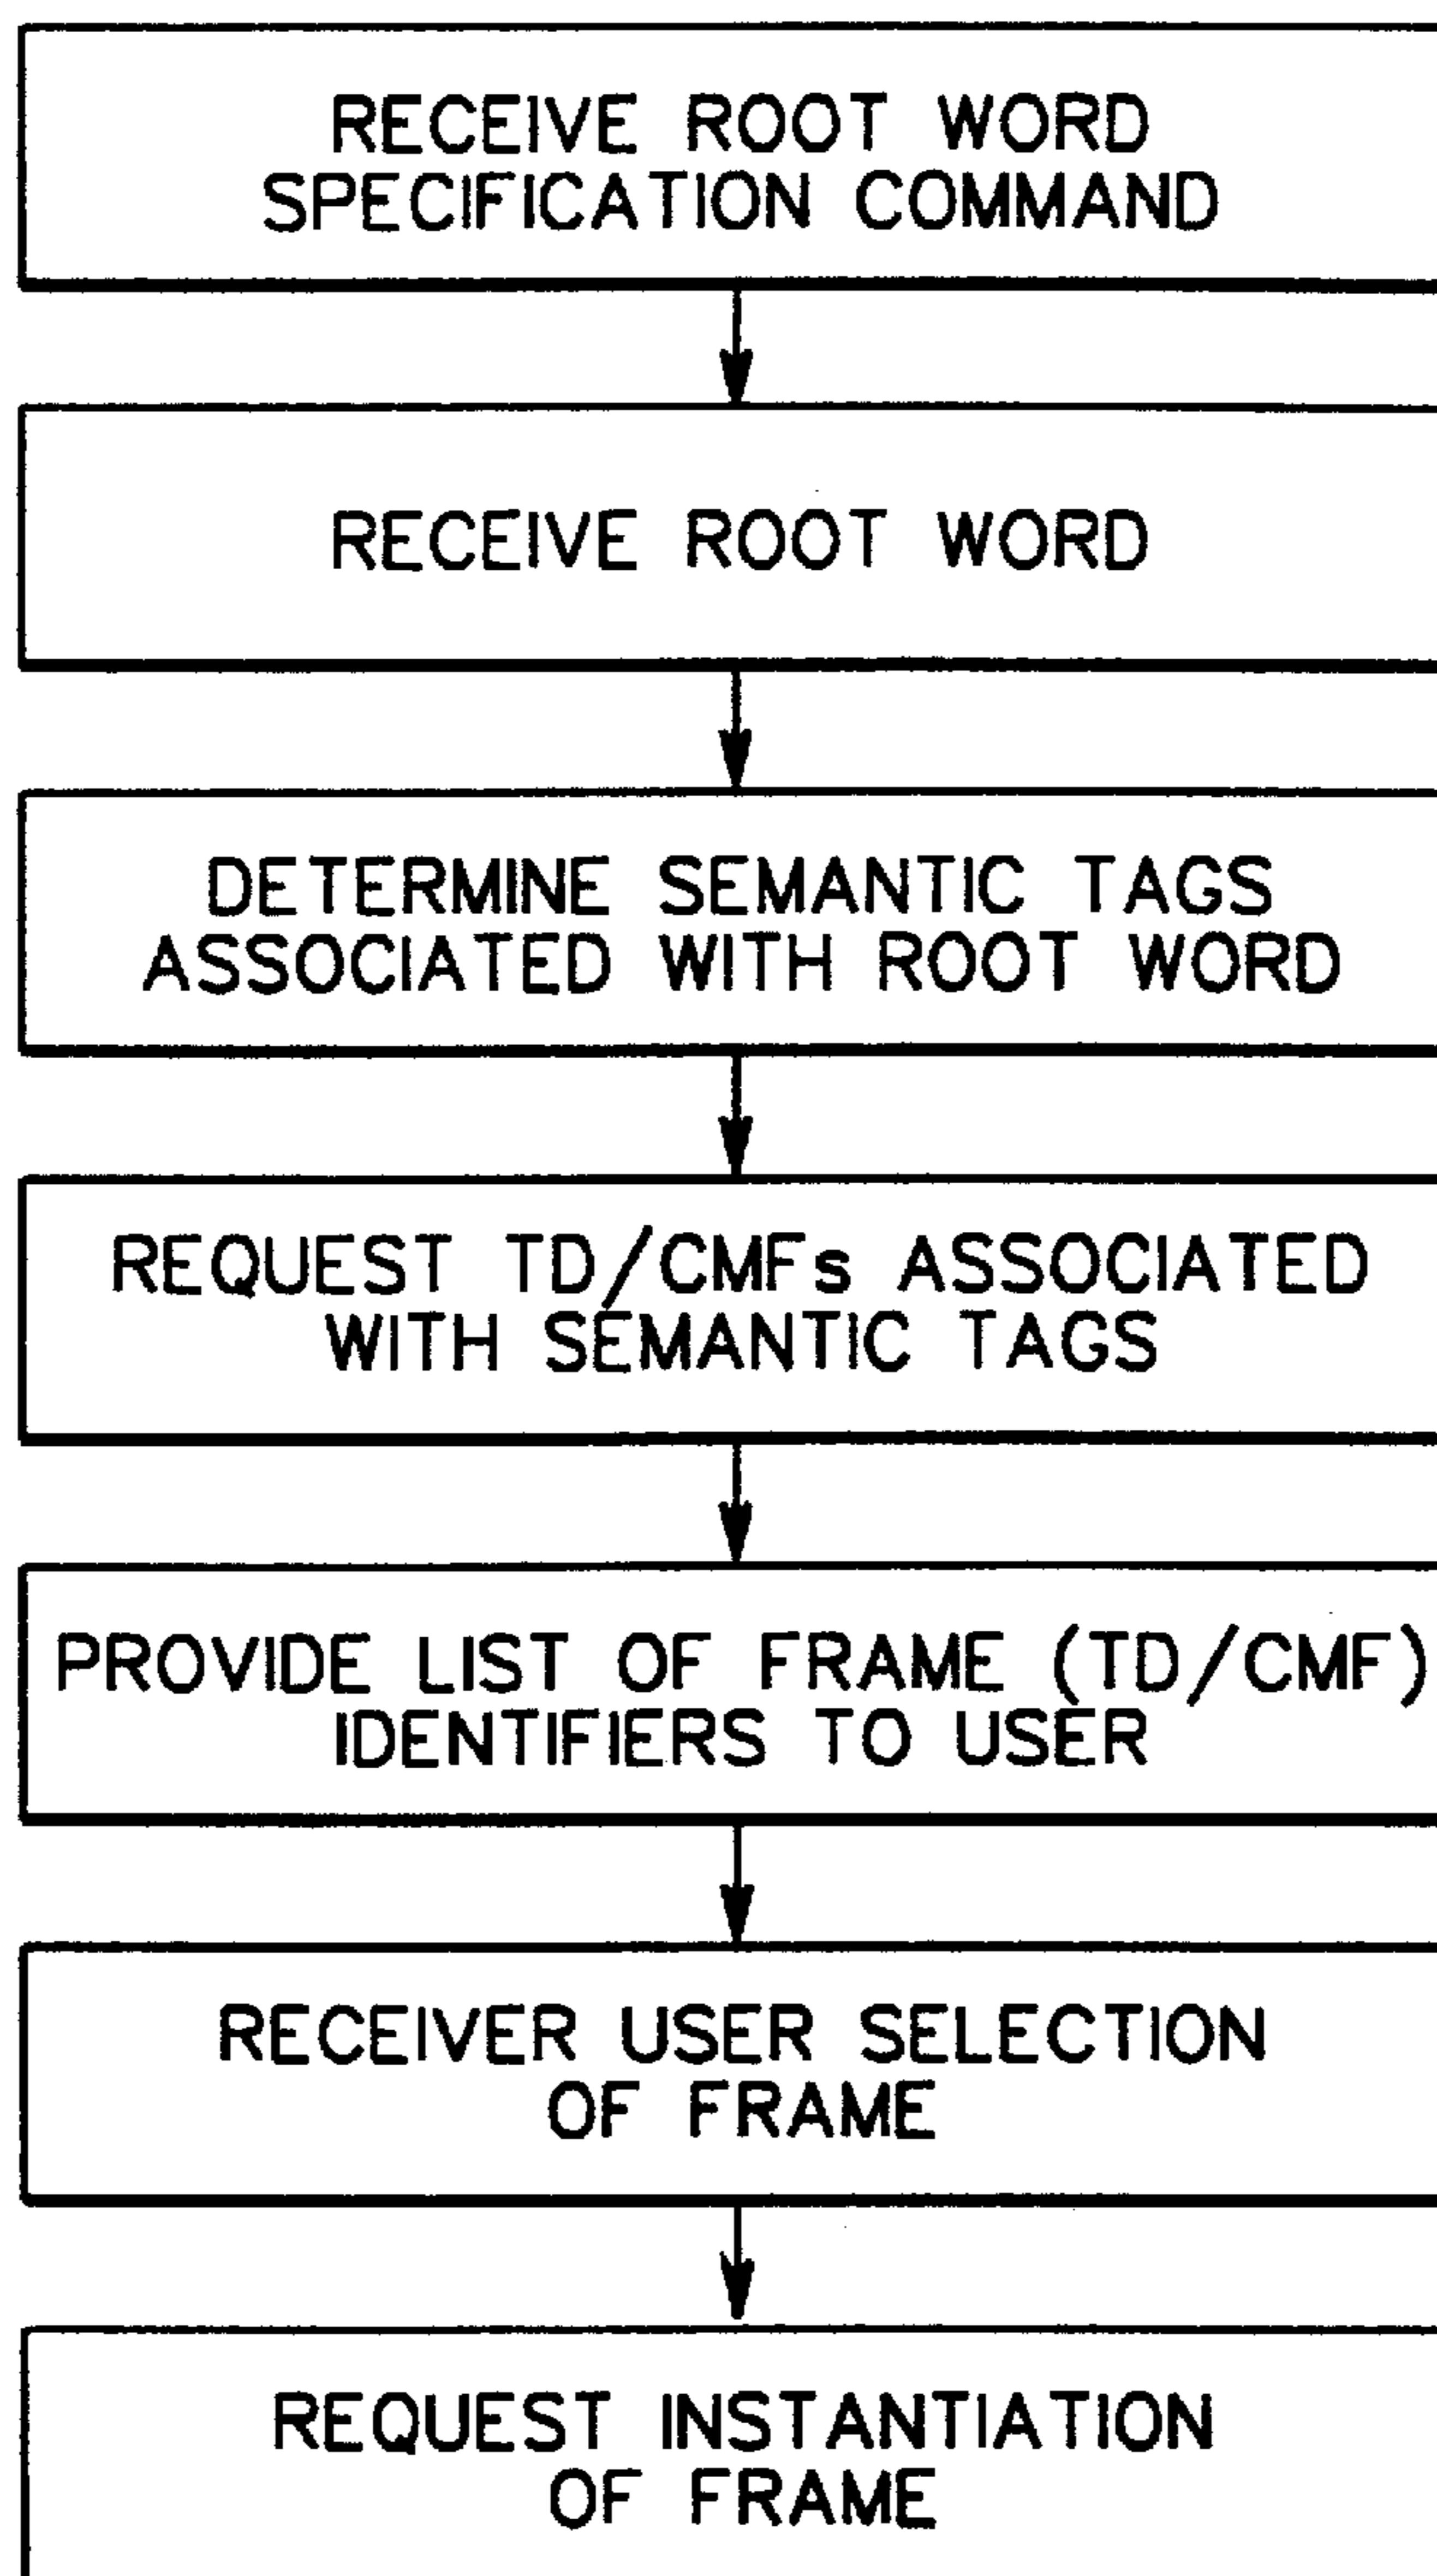 RECEIVE ROOT WORD
SPECIFICATION COMMAND
RECEIVE ROOT WORD
DETERMINE SEMANTIC TAGS
ASSOCIATED WITH ROOT WORD
REQUEST TD/CMFs ASSOCIATED
WITH SEMANTIC TAGS
PROVIDE LIST OF FRAME (TD/CMF)
IDENTIFIERS TO USER
RECEIVER USER SELECTION
OF FRAME
REQUEST INSTANTIATION
OF FRAME